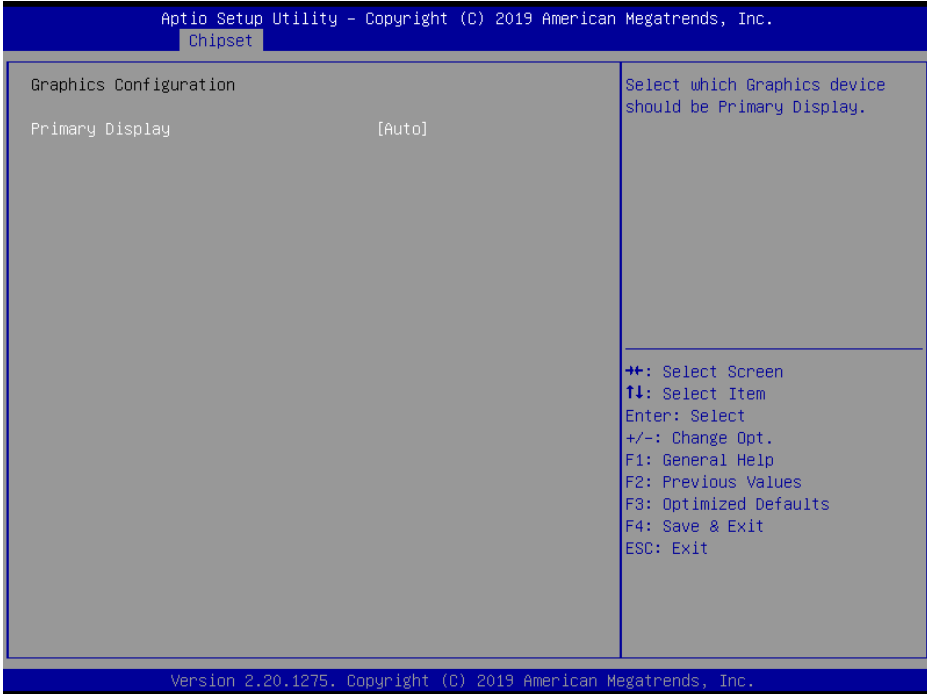 Aptio Setup Utility – Copyright (C) 2019 American Megatrends, Inc.
Chipset
Graphics Configuration
Primary Display [Auto]
Select which Graphics device
should be Primary Display.
→←: Select Screen
↑↓: Select Item
Enter: Select
+/-: Change Opt.
F1: General Help
F2: Previous Values
F3: Optimized Defaults
F4: Save & Exit
ESC: Exit
Version 2.20.1275. Copyright (C) 2019 American Megatrends, Inc.